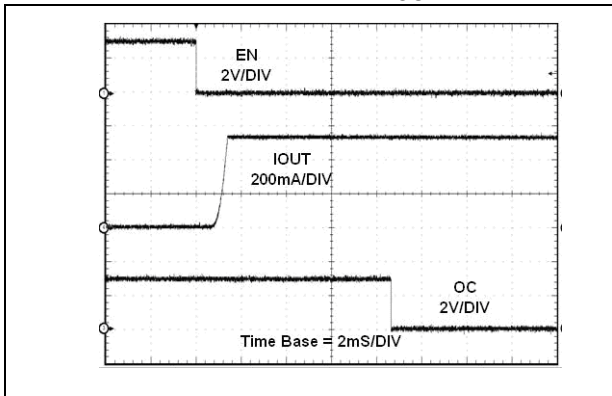 EN
2V/DIV
IOUT
200mA/DIV
OC
2V/DIV
Time Base = 2mS/DIV